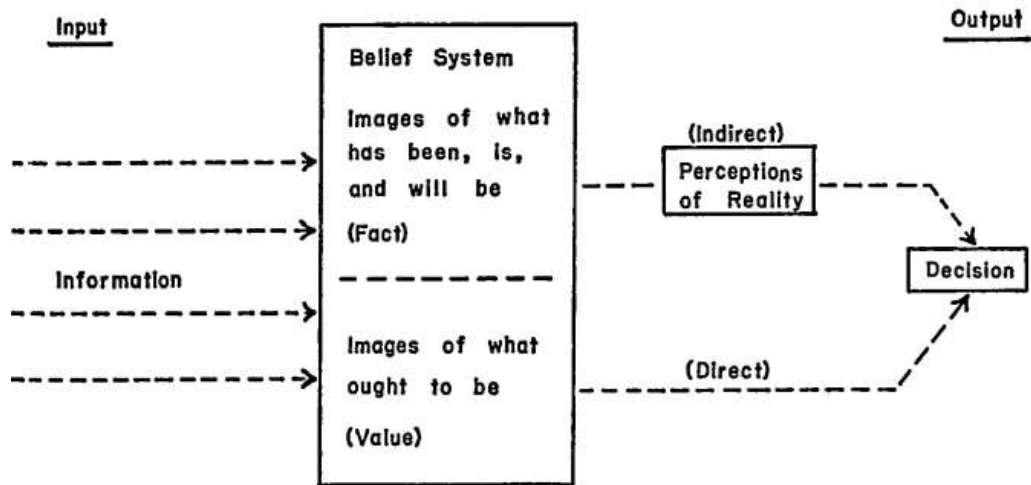 Input
Output
Belief System
Images of what
has been, is,
and will be
(Fact)
Information
Images of what
ought to be
(Value)
(Indirect)
Perceptions
of Reality
(Direct)
Decision